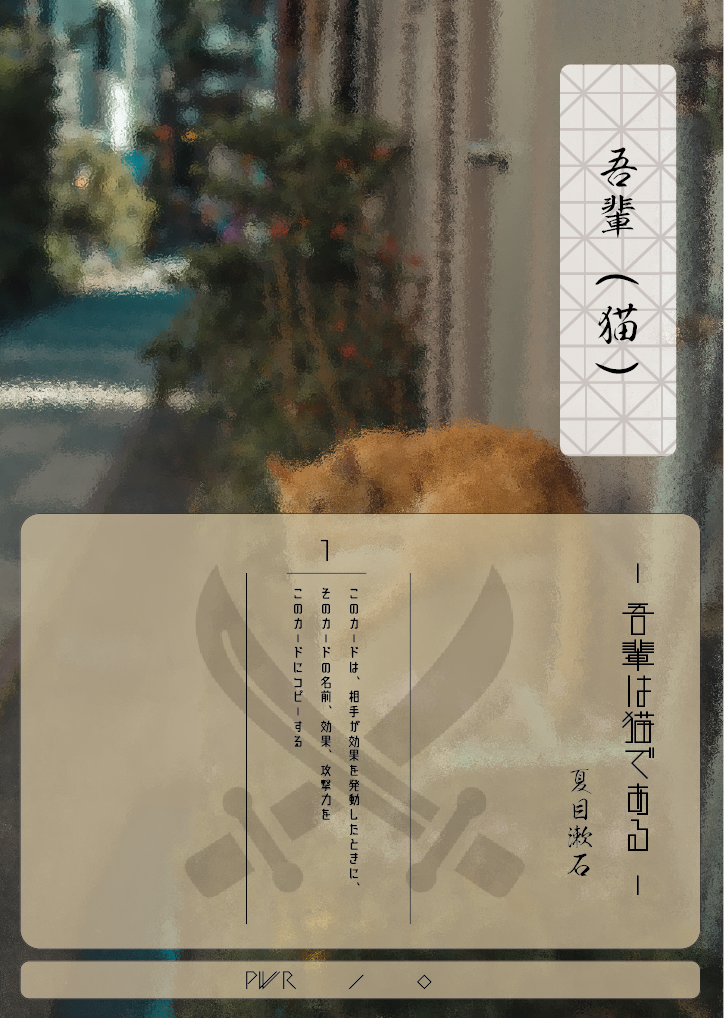 吾輩（猫）
－吾輩は猫である－
夏目漱石
1
このカードは、相手が効果を発動したときに、
そのカードの名前、効果、攻撃力を
このカードにコピーする
PWR / ◇